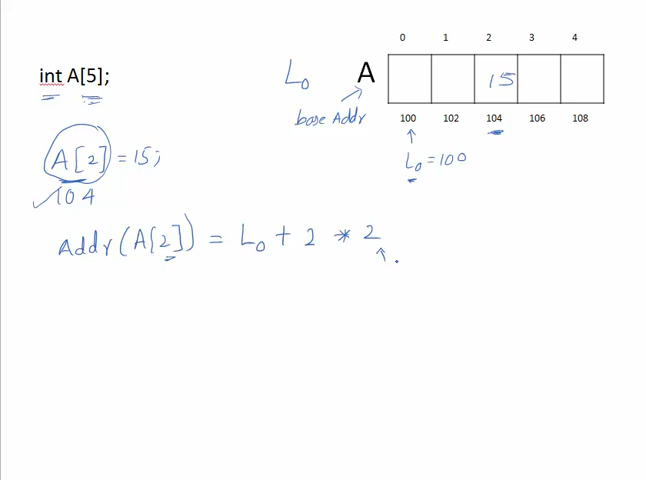 0 1 2 3 4
int A[5]; L₀ A 15
base Addr 100 102 104 106 108
A[2] = 15; L₀ = 100
104
Addr(A[2]) = L₀ + 2 * 2